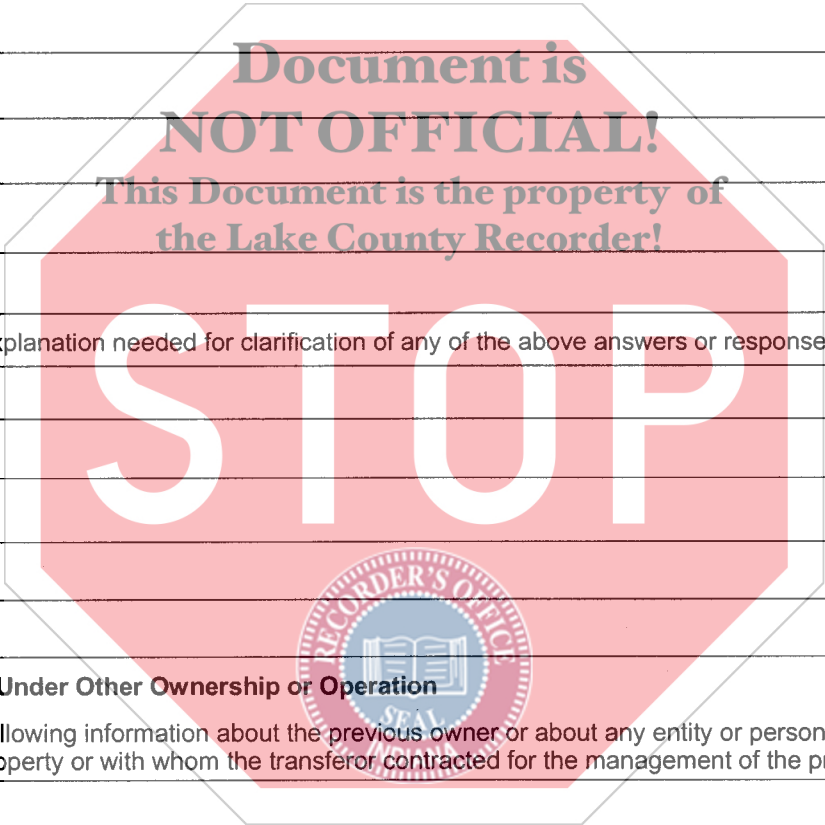 Document is
NOT OFFICIAL!
This Document is the property of
the Lake County Recorder!
STOP
xplanation needed for clarification of any of the above answers or response
RECORDER'S OFFICE
SEAL
INDIANA
Under Other Ownership or Operation
llowing information about the previous owner or about any entity or person
operty or with whom the transferor contracted for the management of the pr